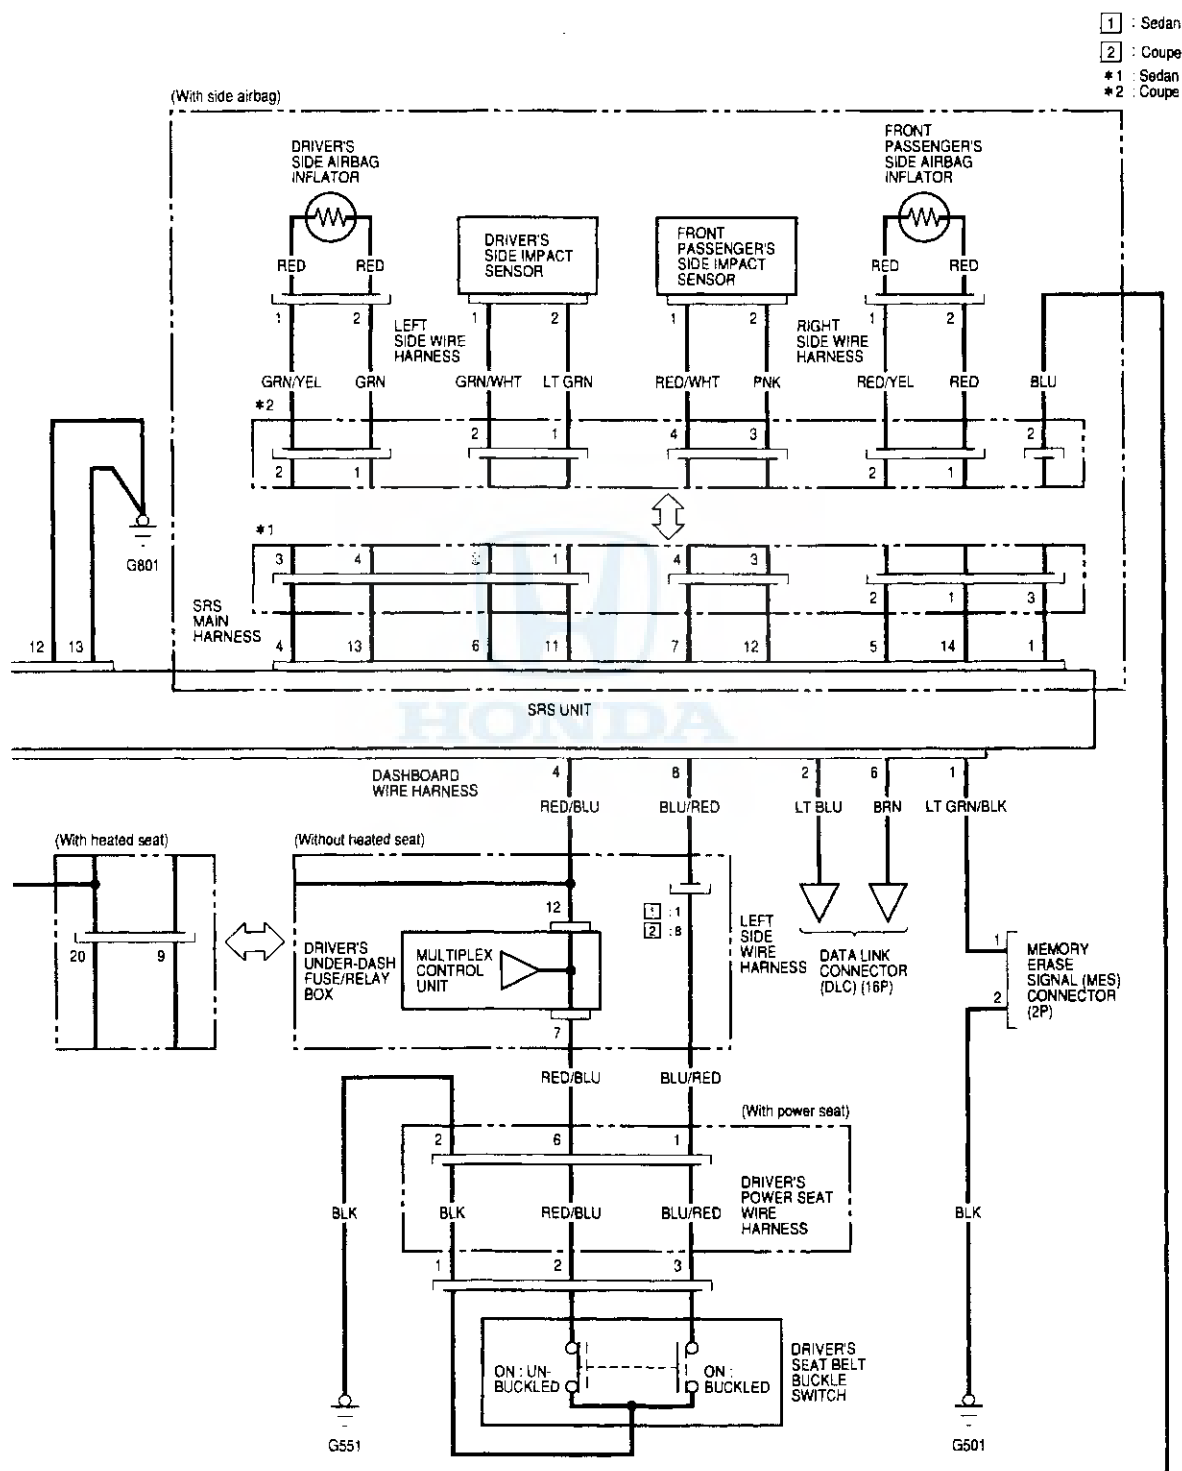 1 : Sedan
2 : Coupe
*1 : Sedan
*2 : Coupe
(With side airbag)
DRIVER'S
SIDE AIRBAG
INFLATOR
FRONT
PASSENGER'S
SIDE AIRBAG
INFLATOR
DRIVER'S
SIDE IMPACT
SENSOR
FRONT
PASSENGER'S
SIDE IMPACT
SENSOR
RED RED RED RED
1 2 1 2 1 2 1 2
LEFT
SIDE WIRE
HARNESS
RIGHT
SIDE WIRE
HARNESS
GRN/YEL GRN GRN/WHT LT GRN RED/WHT PNK RED/YEL RED BLU
*2
2 1 4 3 2
2 1 2 1
*1
G801
3 4 1 4 3
2 1 3
SRS
MAIN
HARNESS
12 13 4 13 6 11 7 12 5 14 1
SRS UNIT
HONDA
DASHBOARD
WIRE HARNESS
4 8 2 6 1
RED/BLU BLU/RED LT BLU BRN LT GRN/BLK
(With heated seat)
(Without heated seat)
12
1 :1
2 :8
20 9
DRIVER'S
UNDER-DASH
FUSE/RELAY
BOX
MULTIPLEX
CONTROL
UNIT
LEFT
SIDE
WIRE
HARNESS
DATA LINK
CONNECTOR
(DLC) (16P)
1
2
MEMORY
ERASE
SIGNAL (MES)
CONNECTOR
(2P)
7
RED/BLU BLU/RED
(With power seat)
2 6 1
DRIVER'S
POWER SEAT
WIRE
HARNESS
BLK BLK RED/BLU BLU/RED BLK
1 2 3
ON : UN-
BUCKLED
ON :
BUCKLED
DRIVER'S
SEAT BELT
BUCKLE
SWITCH
G551 G501